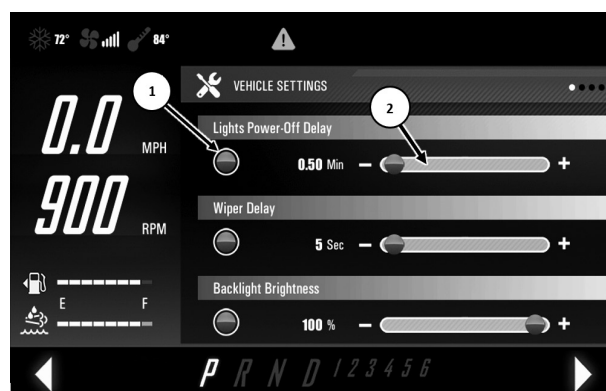 72° 84°
1
VEHICLE SETTINGS
2
0.0 MPH
Lights Power-Off Delay
0.50 Min − +
900 RPM
Wiper Delay
5 Sec − +
E F
Backlight Brightness
100 % − +
P R N D 1 2 3 4 5 6